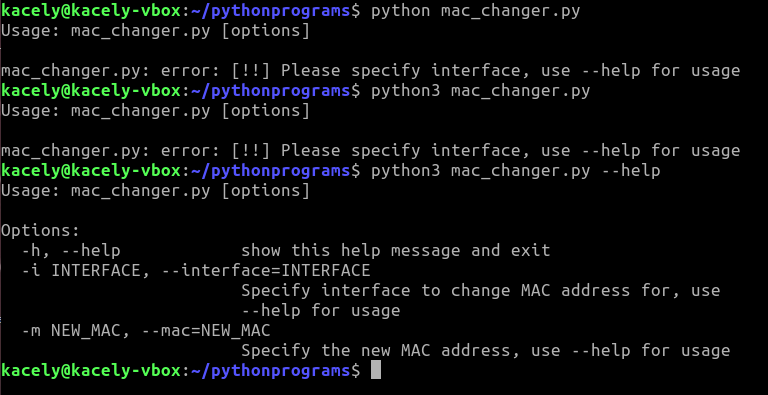 kacely@kacely-vbox:~/pythonprograms$ python mac_changer.py
Usage: mac_changer.py [options]

mac_changer.py: error: [!!] Please specify interface, use --help for usage
kacely@kacely-vbox:~/pythonprograms$ python3 mac_changer.py
Usage: mac_changer.py [options]

mac_changer.py: error: [!!] Please specify interface, use --help for usage
kacely@kacely-vbox:~/pythonprograms$ python3 mac_changer.py --help
Usage: mac_changer.py [options]

Options:
  -h, --help            show this help message and exit
  -i INTERFACE, --interface=INTERFACE
                        Specify interface to change MAC address for, use
                        --help for usage
  -m NEW_MAC, --mac=NEW_MAC
                        Specify the new MAC address, use --help for usage
kacely@kacely-vbox:~/pythonprograms$